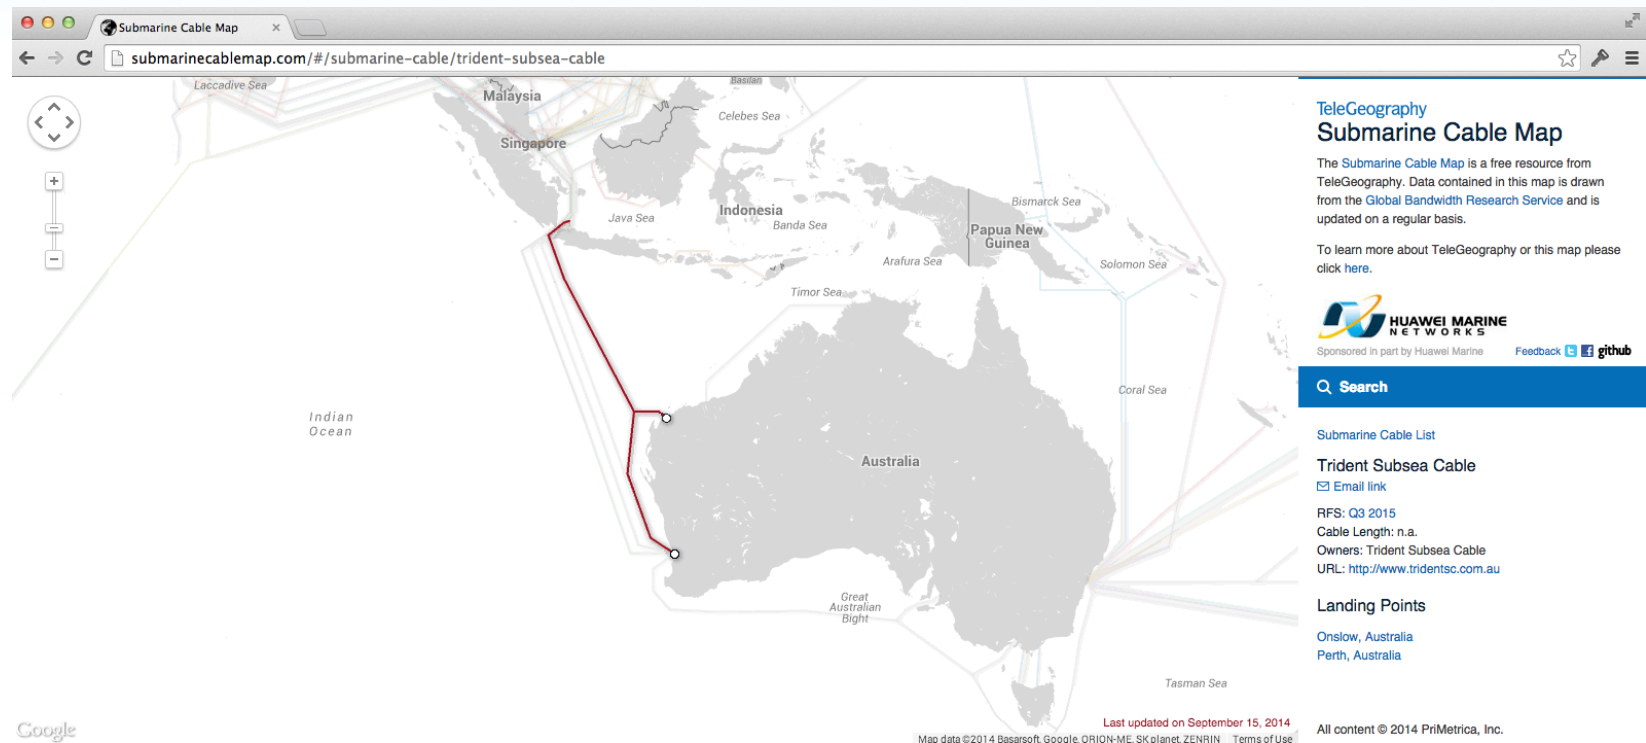 Submarine Cable Map
submarinecablemap.com/#/submarine-cable/trident-subsea-cable
Laccadive Sea
Malaysia
Basilan
Celebes Sea
Singapore
Java Sea
Indonesia
Banda Sea
Bismarck Sea
Papua New
Guinea
Arafura Sea
Solomon Sea
Timor Sea
Coral Sea
Indian
Ocean
Australia
Great
Australian
Bight
Tasman Sea
Google
Last updated on September 15, 2014
Map data ©2014 Basarsoft, Google, ORION-ME, SK planet, ZENRIN Terms of Use
TeleGeography
Submarine Cable Map
The Submarine Cable Map is a free resource from
TeleGeography. Data contained in this map is drawn
from the Global Bandwidth Research Service and is
updated on a regular basis.
To learn more about TeleGeography or this map please
click here.
HUAWEI MARINE
NETWORKS
Sponsored in part by Huawei Marine Feedback github
Search
Submarine Cable List
Trident Subsea Cable
Email link
RFS: Q3 2015
Cable Length: n.a.
Owners: Trident Subsea Cable
URL: http://www.tridentsc.com.au
Landing Points
Onslow, Australia
Perth, Australia
All content © 2014 PriMetrica, Inc.